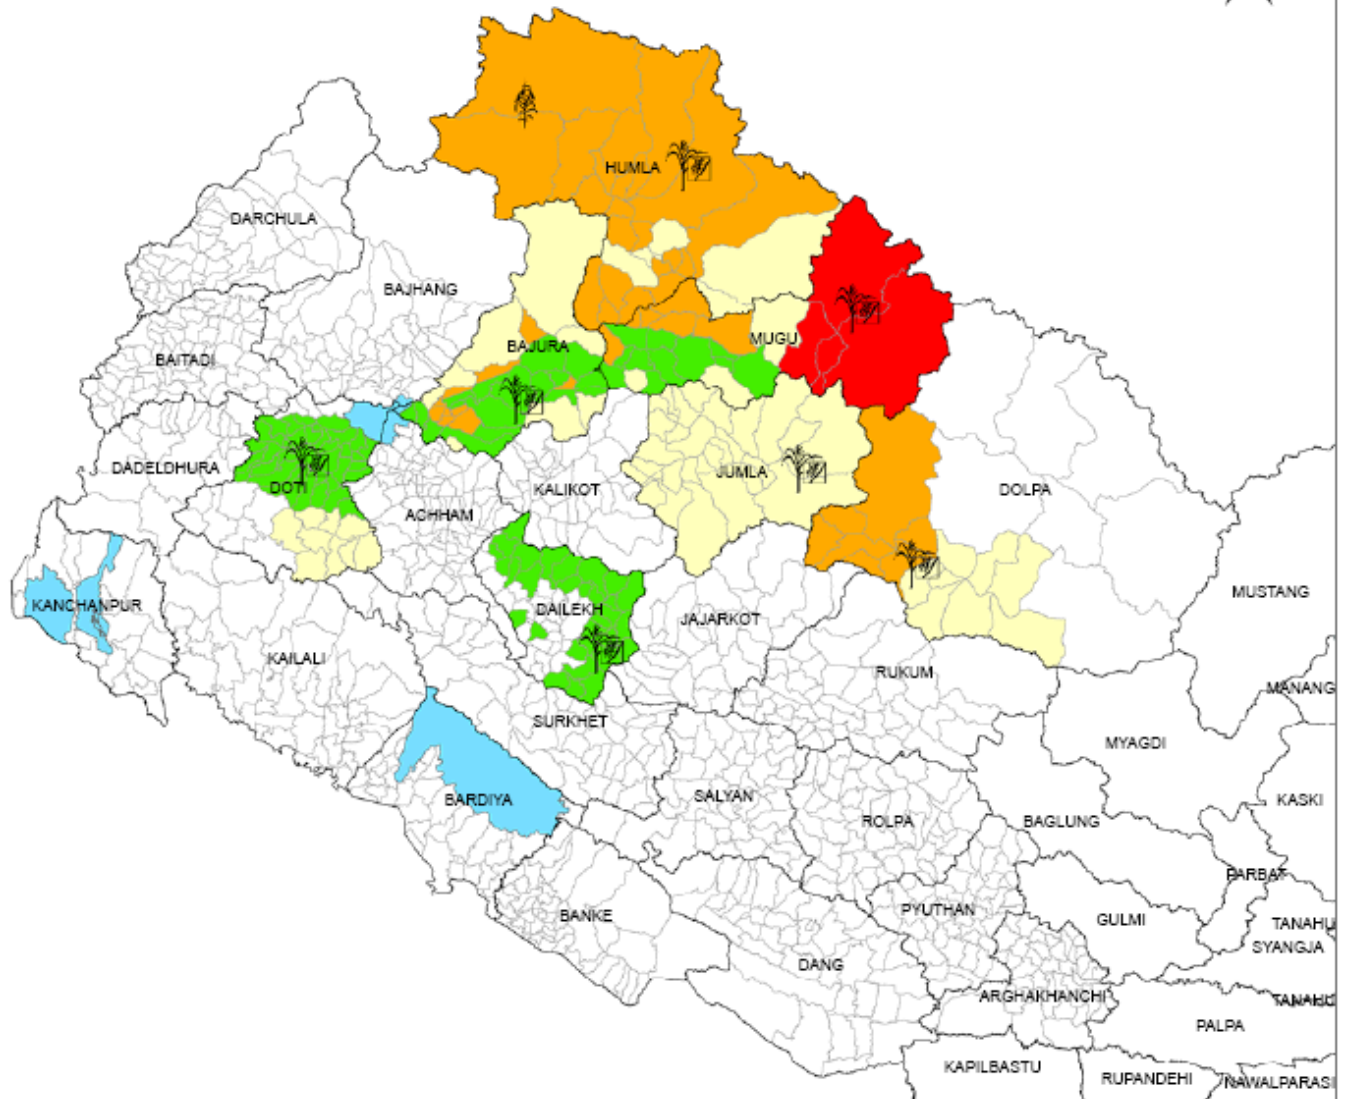 HUMLA
DARCHULA
BAJHANG
MUGU
BAJURA
BAITADI
DADELDHURA
JUMLA
DOTI
KALIKOT
DOLPA
ACHHAM
MUSTANG
KANCHANPUR
DAILEKH
JAJARKOT
KAILALI
RUKUM
MANANG
SURKHET
MYAGDI
SALYAN
BARDIYA
KASKI
ROLPA
BAGLUNG
PARBAT
PYUTHAN
BANKE
GULMI
TANAHU
SYANGJA
DANG
ARGHAKHANCHI
TANAHU
PALPA
KAPILBASTU
RUPANDEHI
NAWALPARASI